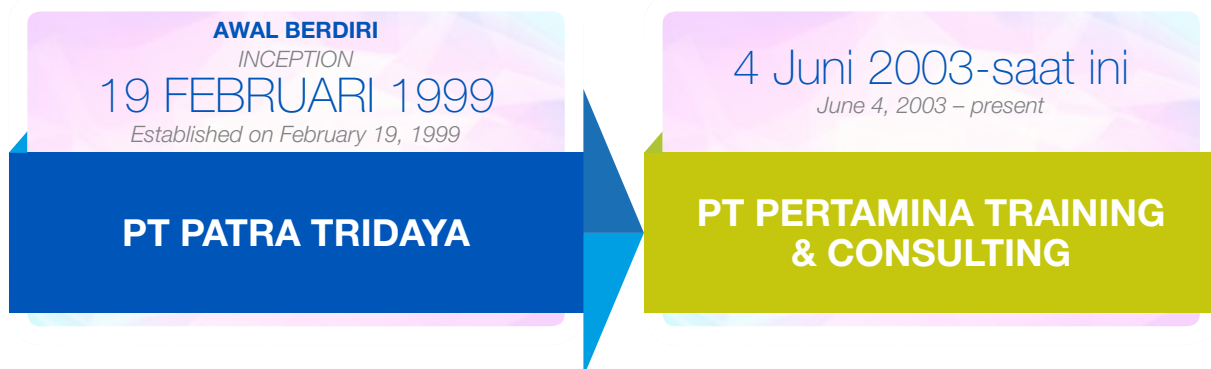 AWAL BERDIRI
INCEPTION
19 FEBRUARI 1999
Established on February 19, 1999
PT PATRA TRIDAYA
4 Juni 2003-saat ini
June 4, 2003 – present
PT PERTAMINA TRAINING
& CONSULTING